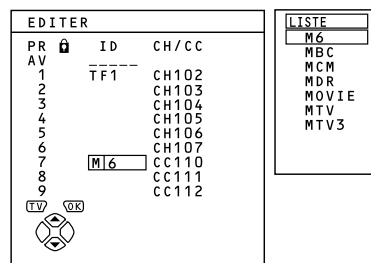 EDITER
PR ID CH/CC
AV _____
1 TF1 CH102
2 CH103
3 CH104
4 CH105
5 CH106
6 CH107
7 M6 CC110
8 CC111
9 CC112
TV OK
LISTE
M6
MBC
MCM
MDR
MOVIE
MTV
MTV3